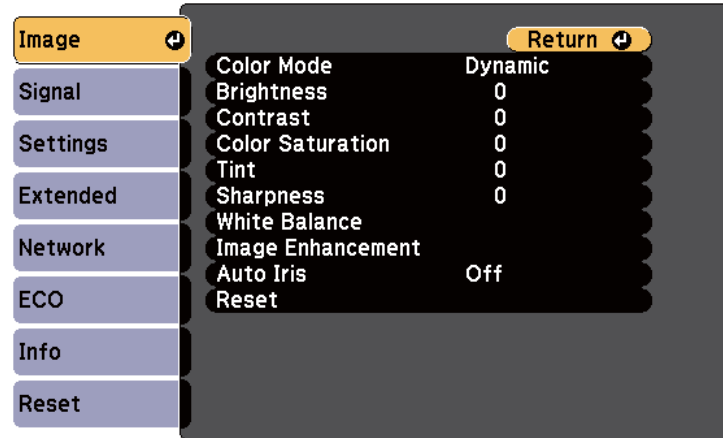 Image
Signal
Settings
Extended
Network
ECO
Info
Reset
Return
Color Mode Dynamic
Brightness 0
Contrast 0
Color Saturation 0
Tint 0
Sharpness 0
White Balance
Image Enhancement
Auto Iris Off
Reset